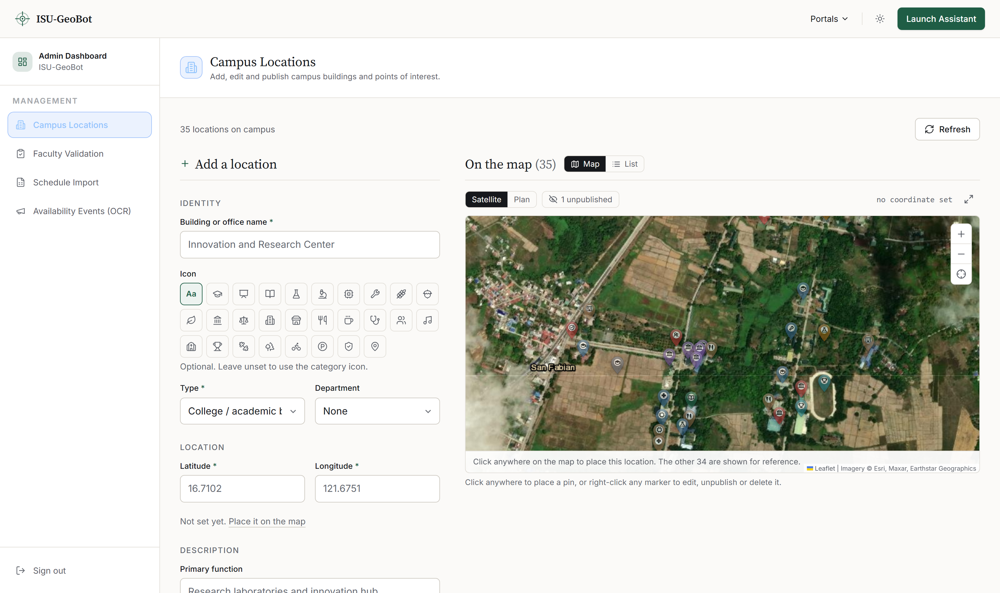 ISU-GeoBot
Portals
Launch Assistant
Admin Dashboard
ISU-GeoBot
MANAGEMENT
Campus Locations
Faculty Validation
Schedule Import
Availability Events (OCR)
Sign out
Campus Locations
Add, edit and publish campus buildings and points of interest.
35 locations on campus
Refresh
+ Add a location
IDENTITY
Building or office name *
Innovation and Research Center
Icon
Aa
Optional. Leave unset to use the category icon.
Type *
Department
College / academic b
None
LOCATION
Latitude *
Longitude *
16.7102
121.6751
Not set yet. Place it on the map
DESCRIPTION
Primary function
Research laboratories and innovation hub
On the map (35)
Map
List
Satellite
Plan
1 unpublished
no coordinate set
San Fabian
Click anywhere on the map to place this location. The other 34 are shown for reference.
Leaflet | Imagery © Esri, Maxar, Earthstar Geographics
Click anywhere to place a pin, or right-click any marker to edit, unpublish or delete it.